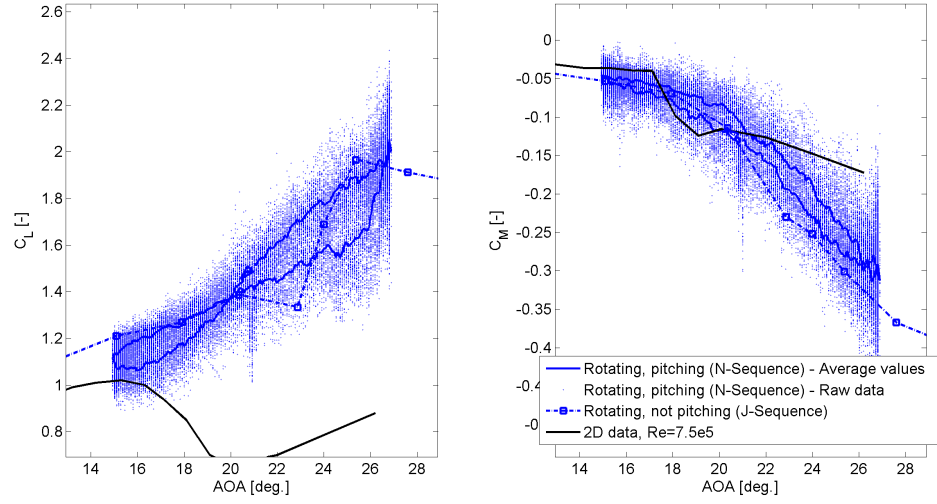 2.6
2.4
2.2
2
1.8
1.6
1.4
1.2
1
0.8
C_L [-]
14 16 18 20 22 24 26 28
AOA [deg.]
0
-0.05
-0.1
-0.15
-0.2
-0.25
-0.3
-0.35
-0.4
-0.4
-0
C_M [-]
Rotating, pitching (N-Sequence) - Average values
Rotating, pitching (N-Sequence) - Raw data
Rotating, not pitching (J-Sequence)
2D data, Re=7.5e5
14 16 18 20 22 24 26 28
AOA [deg.]